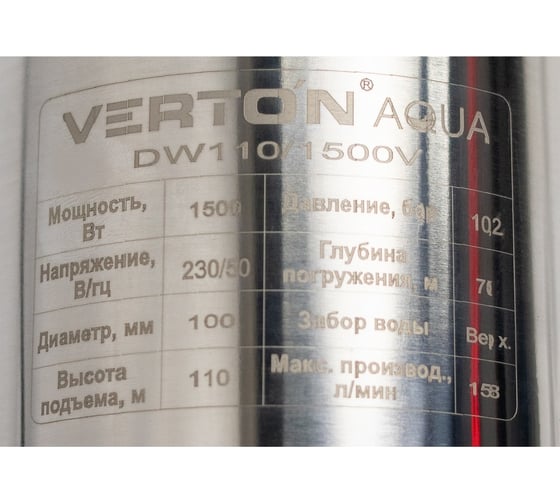 VERTON® AQUA
DW110/1500V
Мощность, Вт 1500 Давление, бар 10,2
Напряжение, В/гц 230/50 Глубина погружения, м
Диаметр, мм 100 Забор воды Верх.
Высота подъема, м 110 Макс. производ., л/мин 158